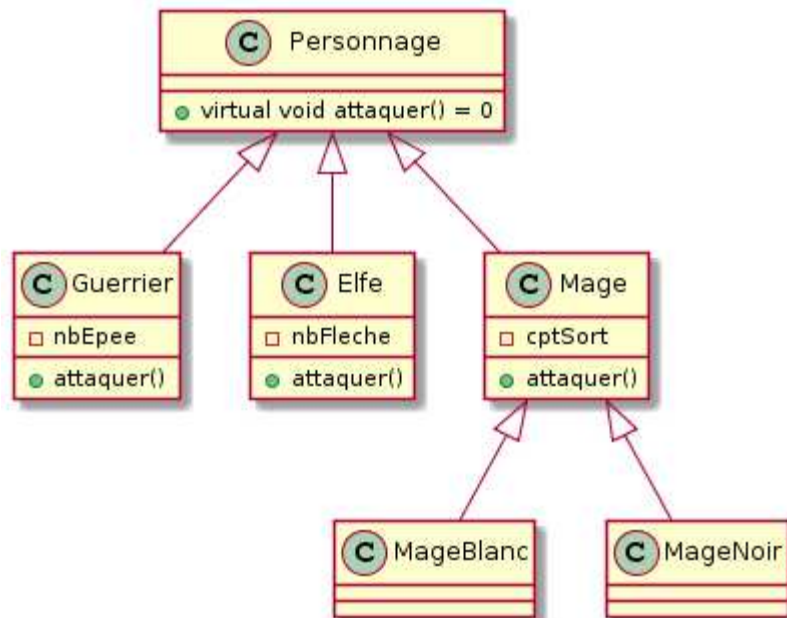 C Personnage
virtual void attaquer() = 0
C Guerrier
nbEpee
attaquer()
C Elfe
nbFleche
attaquer()
C Mage
cptSort
attaquer()
C MageBlanc
C MageNoir